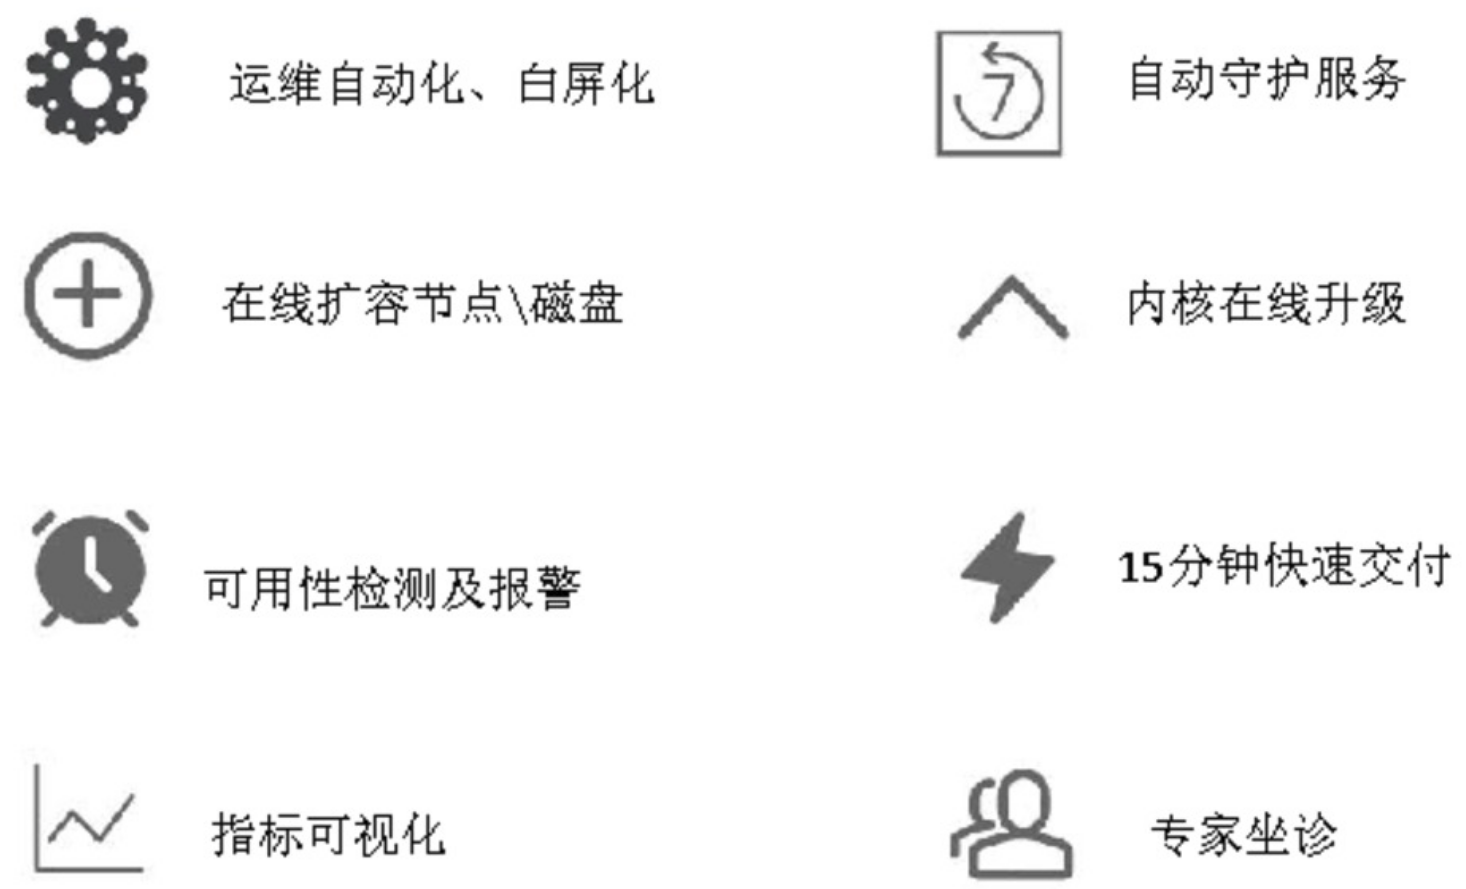 运维自动化、白屏化
自动守护服务
7
在线扩容节点\磁盘
内核在线升级
可用性检测及报警
15分钟快速交付
指标可视化
专家坐诊